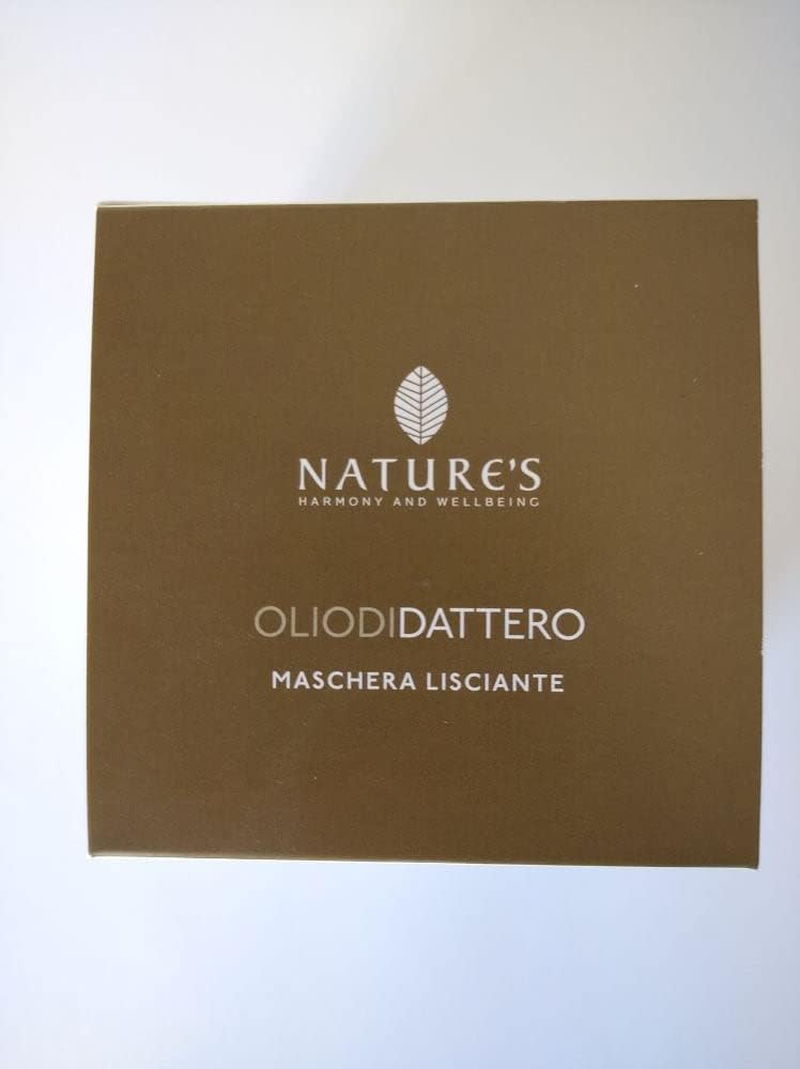 NATURE'S
HARMONY AND WELLBEING
OLIODIDATTERO
MASCHERA LISCIANTE